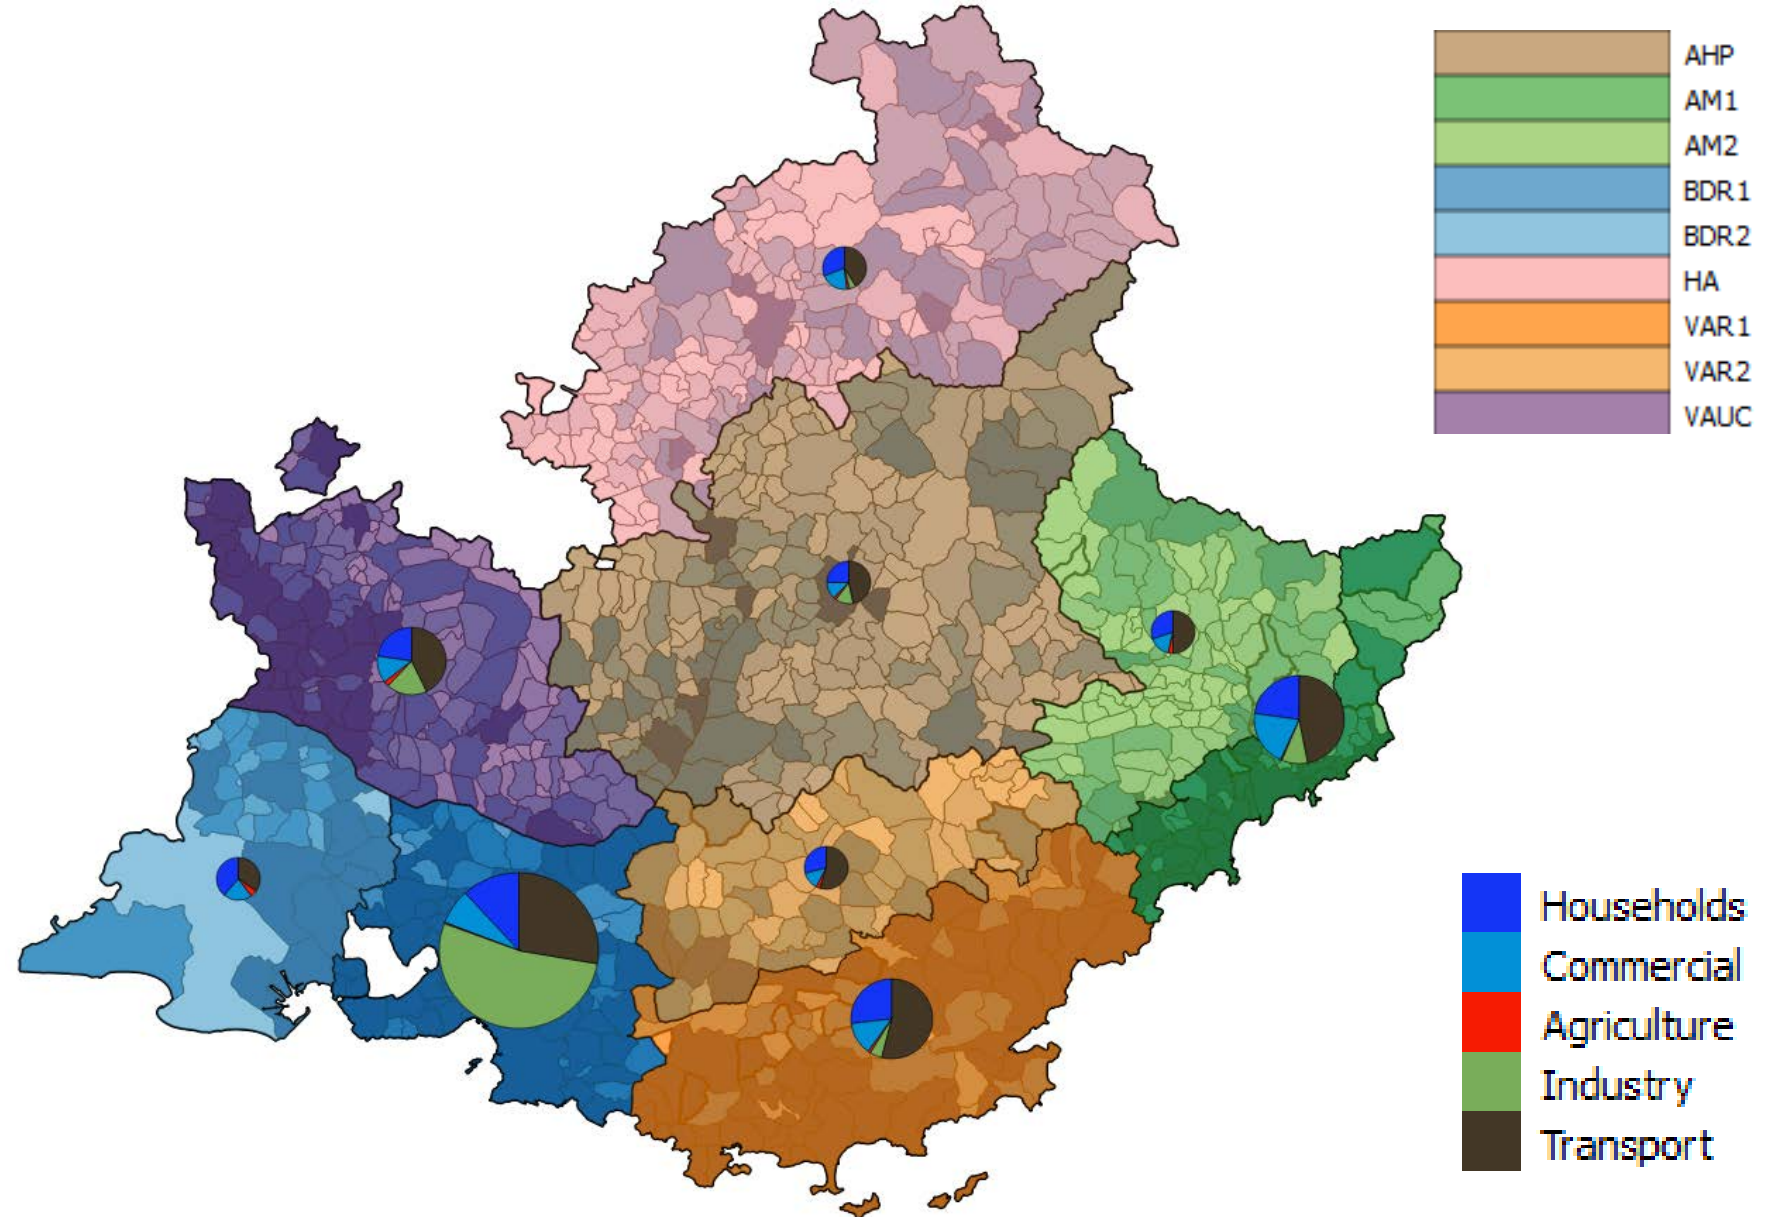 AHP
AM1
AM2
BDR1
BDR2
HA
VAR1
VAR2
VAUC
Households
Commercial
Agriculture
Industry
Transport